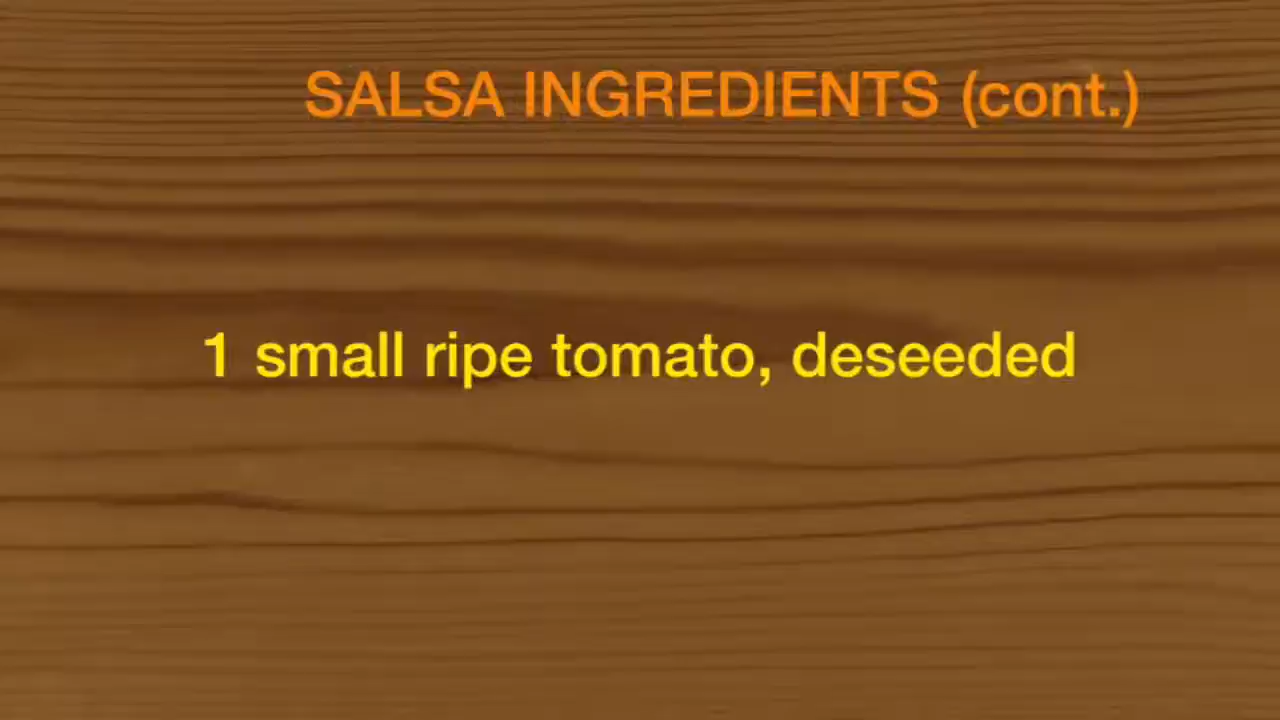 SALSA INGREDIENTS (cont.)
1 small ripe tomato, deseeded